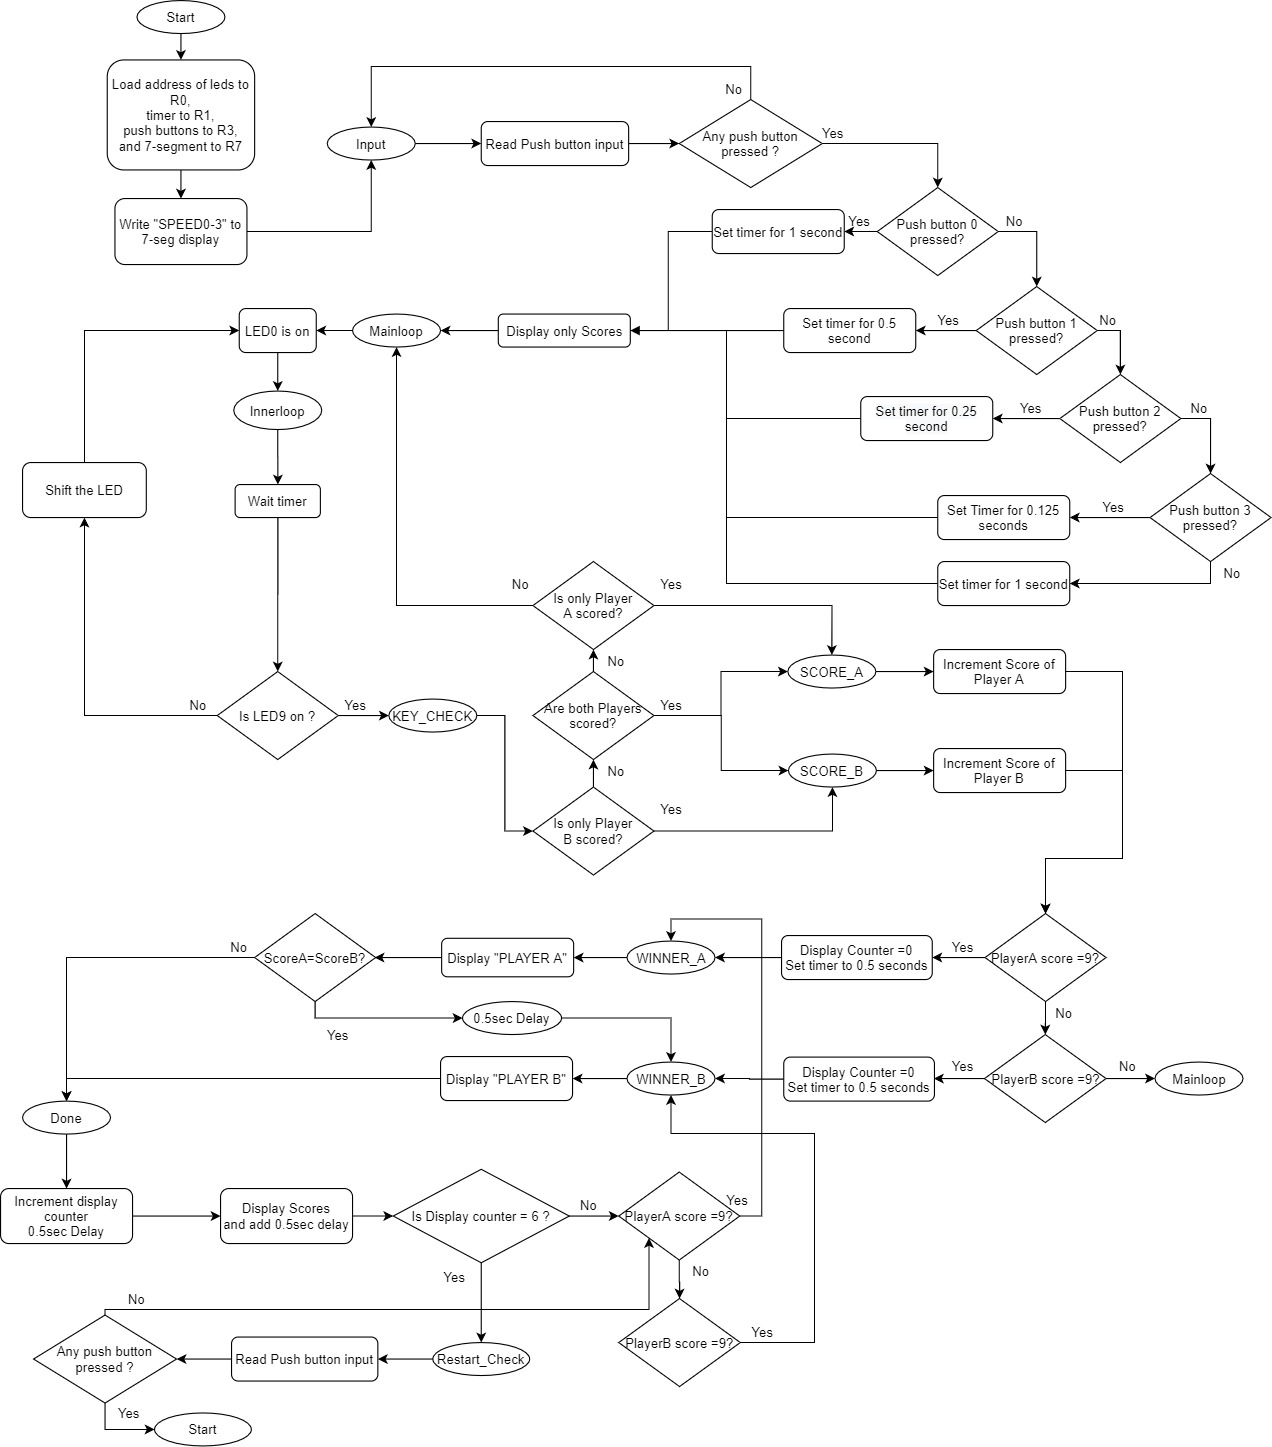 Start
Load address of leds to
R0,
timer to R1,
push buttons to R3,
and 7-segment to R7
Write "SPEED0-3" to
7-seg display
Input
Read Push button input
Any push button
pressed ?
No
Yes
Push button 0
pressed?
Yes
No
Set timer for 1 second
Push button 1
pressed?
Yes
No
Set timer for 0.5
second
Push button 2
pressed?
Yes
No
Set timer for 0.25
second
Push button 3
pressed?
Yes
No
Set Timer for 0.125
seconds
Set timer for 1 second
Display only Scores
Mainloop
LED0 is on
Innerloop
Wait timer
Shift the LED
Is LED9 on ?
No
Yes
KEY_CHECK
Is only Player
B scored?
No
Yes
Are both Players
scored?
No
Yes
Is only Player
A scored?
No
Yes
SCORE_A
Increment Score of
Player A
SCORE_B
Increment Score of
Player B
PlayerA score =9?
Yes
No
Display Counter =0
Set timer to 0.5 seconds
WINNER_A
Display "PLAYER A"
ScoreA=ScoreB?
No
Yes
0.5sec Delay
PlayerB score =9?
Yes
No
Mainloop
Display Counter =0
Set timer to 0.5 seconds
WINNER_B
Display "PLAYER B"
Done
Increment display
counter
0.5sec Delay
Display Scores
and add 0.5sec delay
Is Display counter = 6 ?
No
Yes
PlayerA score =9?
Yes
No
PlayerB score =9?
Yes
Restart_Check
Read Push button input
Any push button
pressed ?
No
Yes
Start